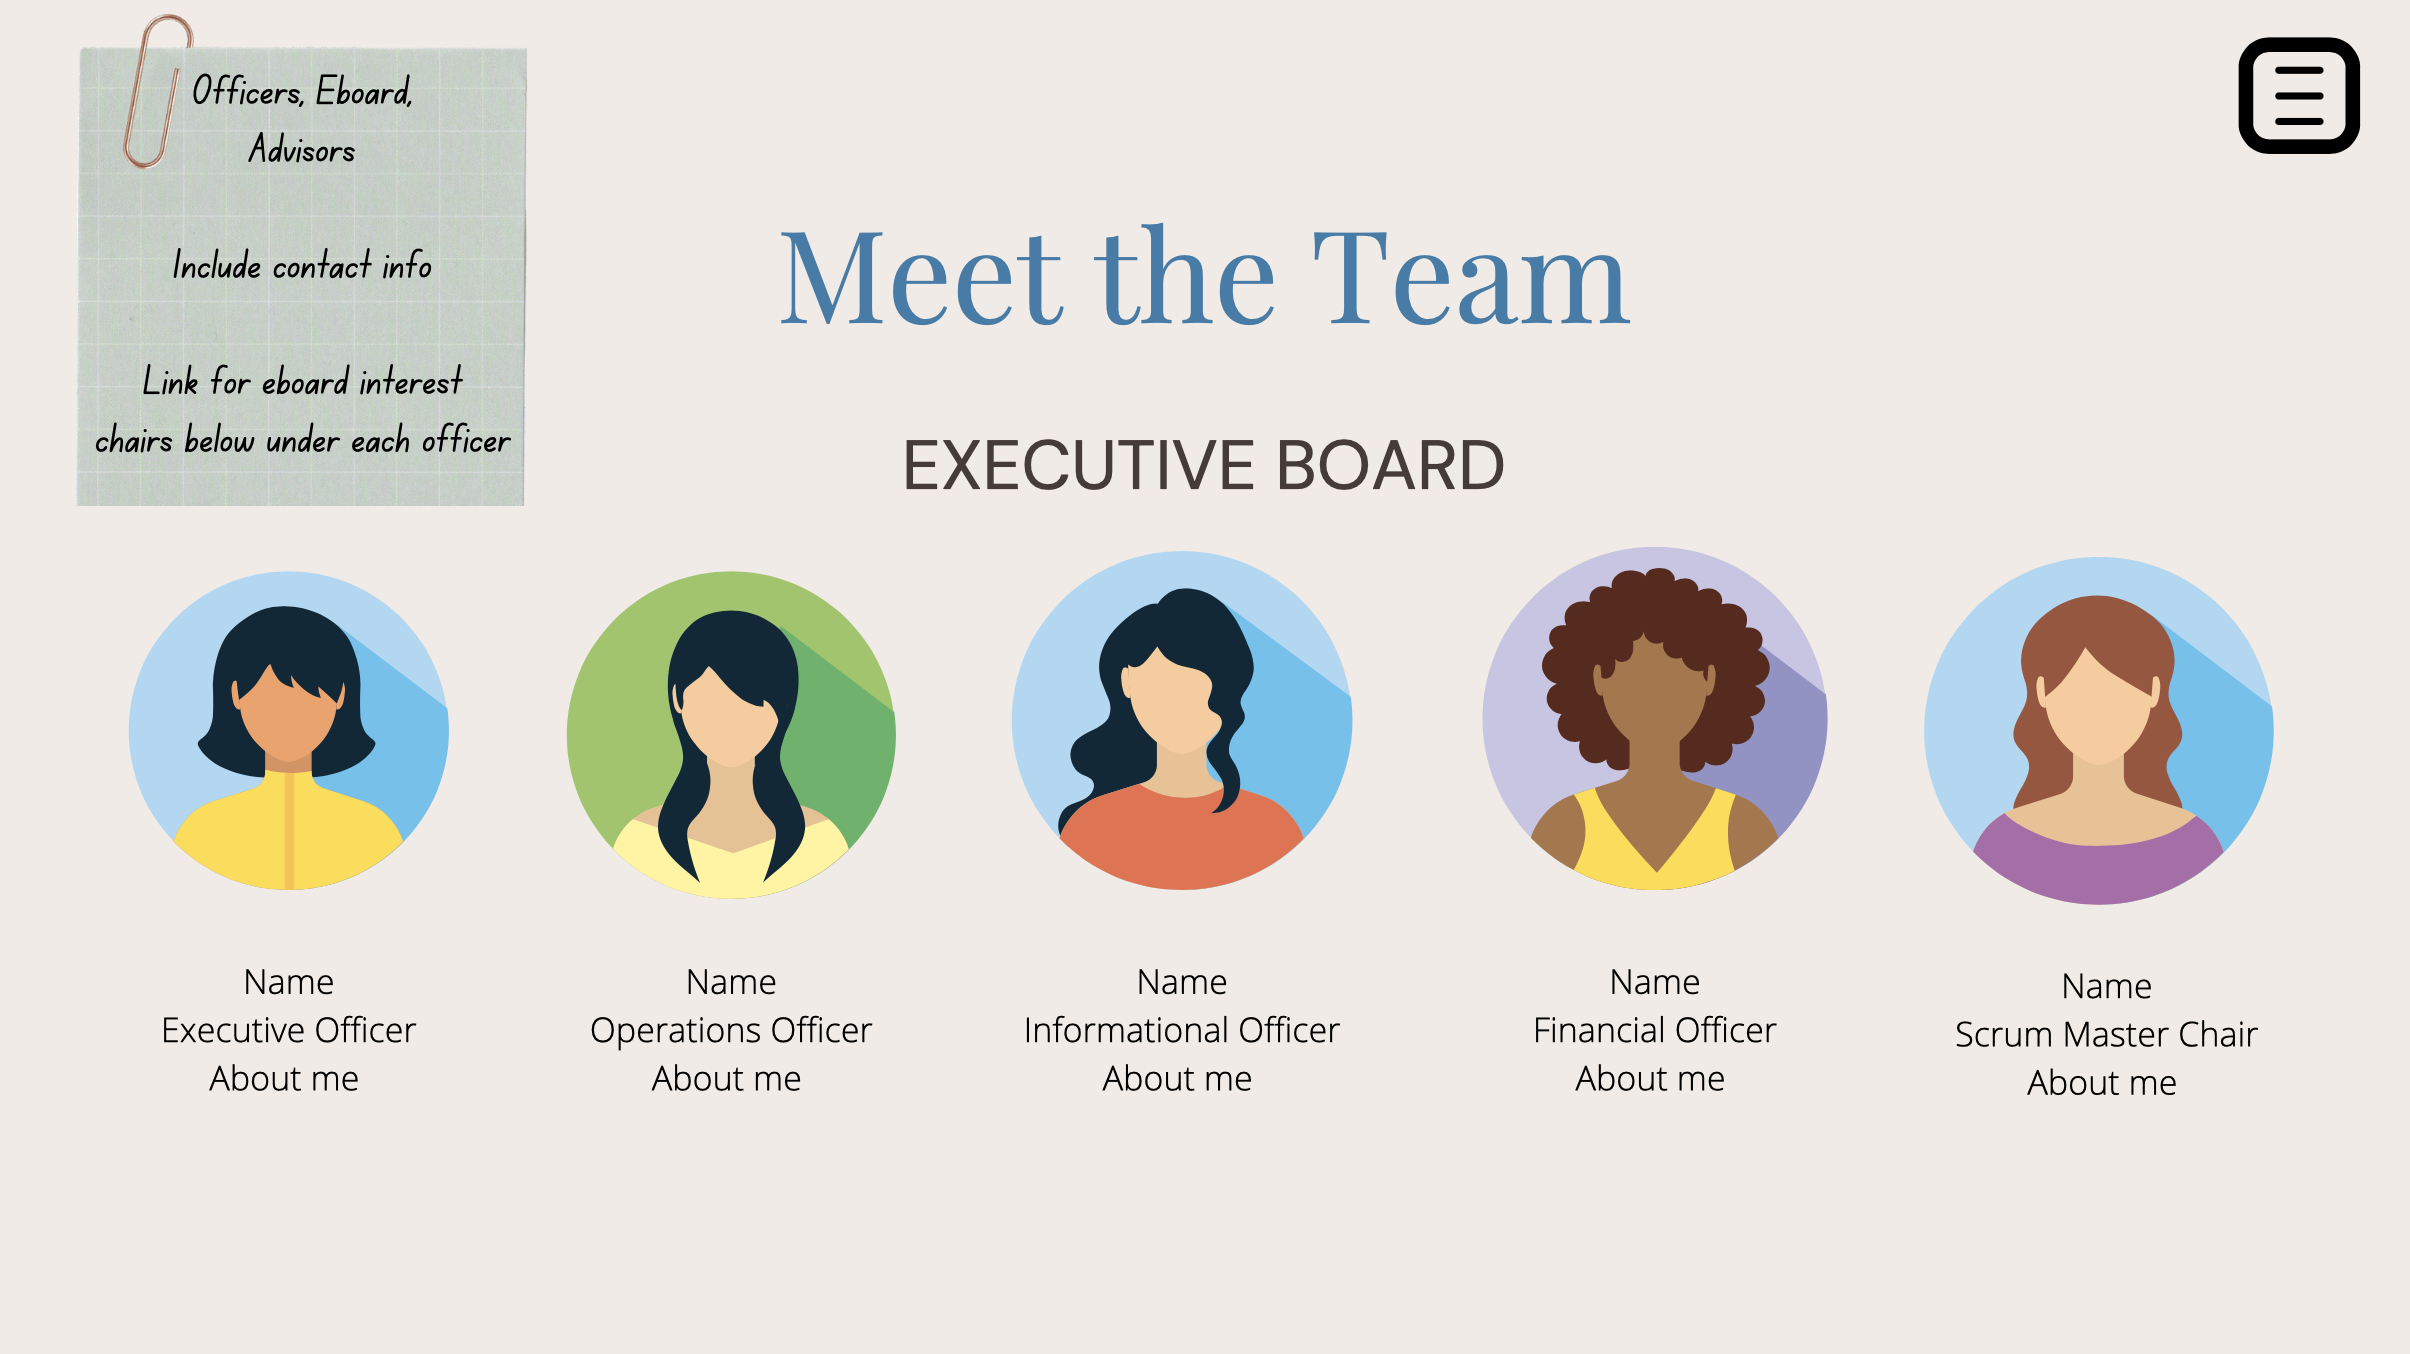 Officers, Eboard,
Advisors
Include contact info
Link for eboard interest
chairs below under each officer
Meet the Team
EXECUTIVE BOARD
Name
Executive Officer
About me
Name
Operations Officer
About me
Name
Informational Officer
About me
Name
Financial Officer
About me
Name
Scrum Master Chair
About me